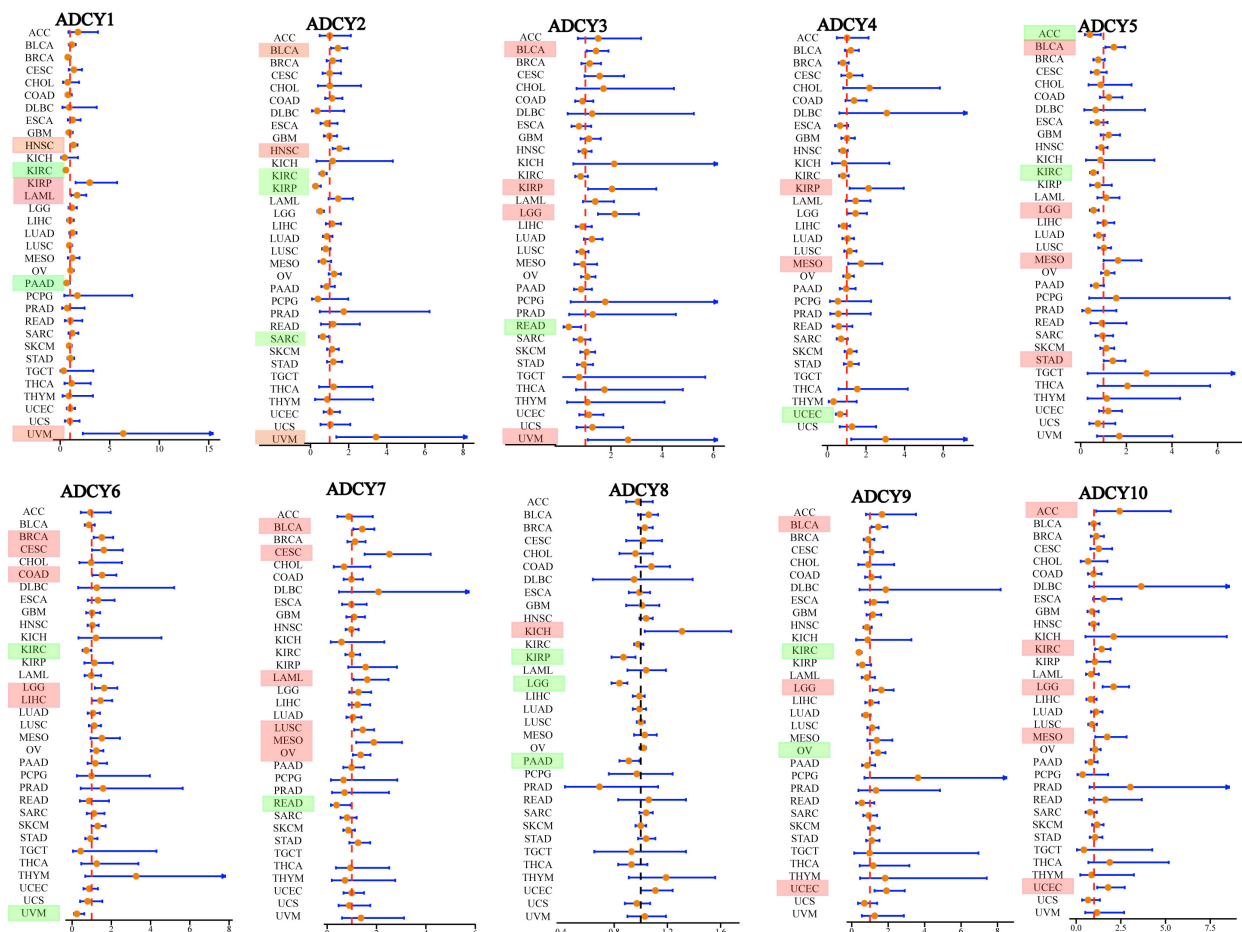 ADCY1
ACC
BLCA
BRCA
CESC
CHOL
COAD
DLBC
ESCA
GBM
HNSC
KICH
KIRC
KIRP
LAML
LGG
LIHC
LUAD
LUSC
MESO
OV
PAAD
PCPG
PRAD
READ
SARC
SKCM
STAD
TGCT
THCA
THYM
UCEC
UCS
UVM
0 5 10 15
ADCY2
ACC
BLCA
BRCA
CESC
CHOL
COAD
DLBC
ESCA
GBM
HNSC
KICH
KIRC
KIRP
LAML
LGG
LIHC
LUAD
LUSC
MESO
OV
PAAD
PCPG
PRAD
READ
SARC
SKCM
STAD
TGCT
THCA
THYM
UCEC
UCS
UVM
0 2 4 6 8
ADCY3
ACC
BLCA
BRCA
CESC
CHOL
COAD
DLBC
ESCA
GBM
HNSC
KICH
KIRC
KIRP
LAML
LGG
LIHC
LUAD
LUSC
MESO
OV
PAAD
PCPG
PRAD
READ
SARC
SKCM
STAD
TGCT
THCA
THYM
UCEC
UCS
UVM
2 4 6
ADCY4
ACC
BLCA
BRCA
CESC
CHOL
COAD
DLBC
ESCA
GBM
HNSC
KICH
KIRC
KIRP
LAML
LGG
LIHC
LUAD
LUSC
MESO
OV
PAAD
PCPG
PRAD
READ
SARC
SKCM
STAD
TGCT
THCA
THYM
UCEC
UCS
UVM
0 2 4 6
ADCY5
ACC
BLCA
BRCA
CESC
CHOL
COAD
DLBC
ESCA
GBM
HNSC
KICH
KIRC
KIRP
LAML
LGG
LIHC
LUAD
LUSC
MESO
OV
PAAD
PCPG
PRAD
READ
SARC
SKCM
STAD
TGCT
THCA
THYM
UCEC
UCS
UVM
0 2 4 6
ADCY6
ACC
BLCA
BRCA
CESC
CHOL
COAD
DLBC
ESCA
GBM
HNSC
KICH
KIRC
KIRP
LAML
LGG
LIHC
LUAD
LUSC
MESO
OV
PAAD
PCPG
PRAD
READ
SARC
SKCM
STAD
TGCT
THCA
THYM
UCEC
UCS
UVM
0 4 8
ADCY7
ACC
BLCA
BRCA
CESC
CHOL
COAD
DLBC
ESCA
GBM
HNSC
KICH
KIRC
KIRP
LAML
LGG
LIHC
LUAD
LUSC
MESO
OV
PAAD
PCPG
PRAD
READ
SARC
SKCM
STAD
TGCT
THCA
THYM
UCEC
UCS
UVM
ADCY8
ACC
BLCA
BRCA
CESC
CHOL
COAD
DLBC
ESCA
GBM
HNSC
KICH
KIRC
KIRP
LAML
LGG
LIHC
LUAD
LUSC
MESO
OV
PAAD
PCPG
PRAD
READ
SARC
SKCM
STAD
TGCT
THCA
THYM
UCEC
UCS
UVM
0.4 0.8 1.2 1.6
ADCY9
ACC
BLCA
BRCA
CESC
CHOL
COAD
DLBC
ESCA
GBM
HNSC
KICH
KIRC
KIRP
LAML
LGG
LIHC
LUAD
LUSC
MESO
OV
PAAD
PCPG
PRAD
READ
SARC
SKCM
STAD
TGCT
THCA
THYM
UCEC
UCS
UVM
0 2 4 6 8
ADCY10
ACC
BLCA
BRCA
CESC
CHOL
COAD
DLBC
ESCA
GBM
HNSC
KICH
KIRC
KIRP
LAML
LGG
LIHC
LUAD
LUSC
MESO
OV
PAAD
PCPG
PRAD
READ
SARC
SKCM
STAD
TGCT
THCA
THYM
UCEC
UCS
UVM
0.0 2.5 5.0 7.5